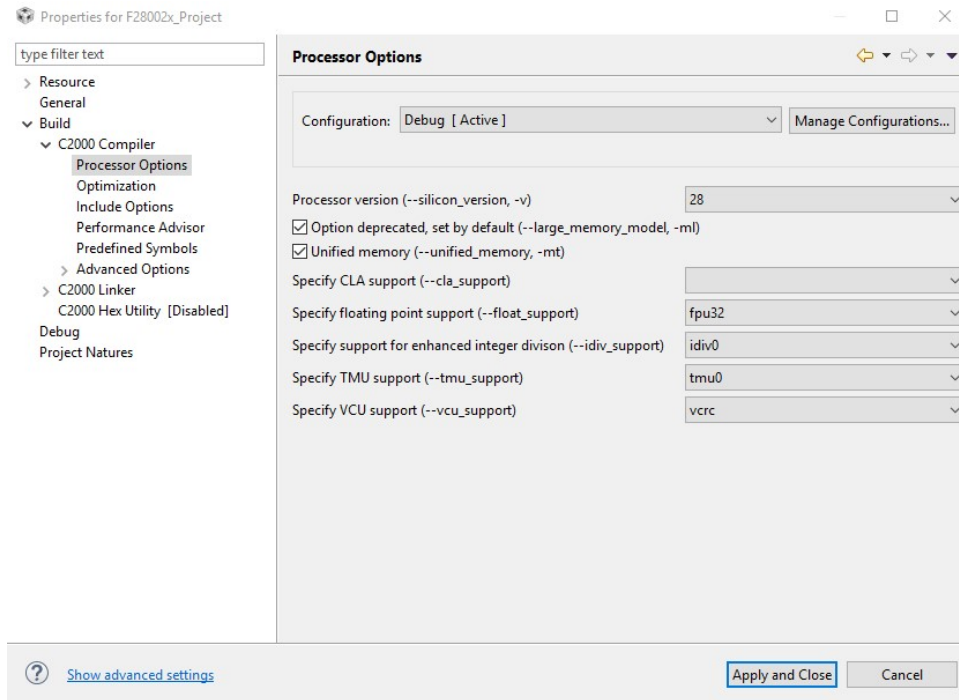 Properties for F28002x_Project
type filter text
Resource
General
Build
C2000 Compiler
Processor Options
Optimization
Include Options
Performance Advisor
Predefined Symbols
Advanced Options
C2000 Linker
C2000 Hex Utility [Disabled]
Debug
Project Natures
Processor Options
Configuration: Debug [ Active ] Manage Configurations...
Processor version (--silicon_version, -v) 28
Option deprecated, set by default (--large_memory_model, -ml)
Unified memory (--unified_memory, -mt)
Specify CLA support (--cla_support)
Specify floating point support (--float_support) fpu32
Specify support for enhanced integer divison (--idiv_support) idiv0
Specify TMU support (--tmu_support) tmu0
Specify VCU support (--vcu_support) vcrc
? Show advanced settings
Apply and Close Cancel